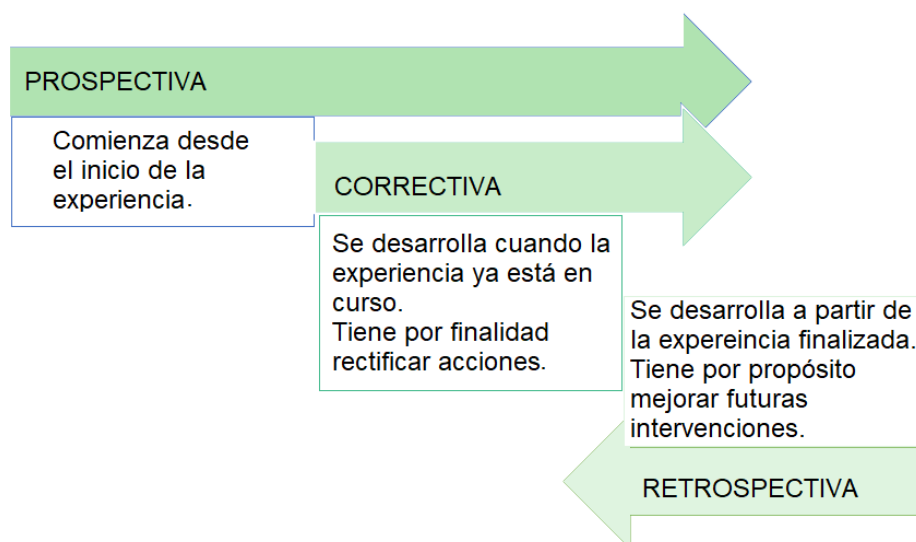 PROSPECTIVA
Comienza desde
el inicio de la
experiencia.
CORRECTIVA
Se desarrolla cuando la
experiencia ya está en
curso.
Tiene por finalidad
rectificar acciones.
Se desarrolla a partir de
la expereincia finalizada.
Tiene por propósito
mejorar futuras
intervenciones.
RETROSPECTIVA